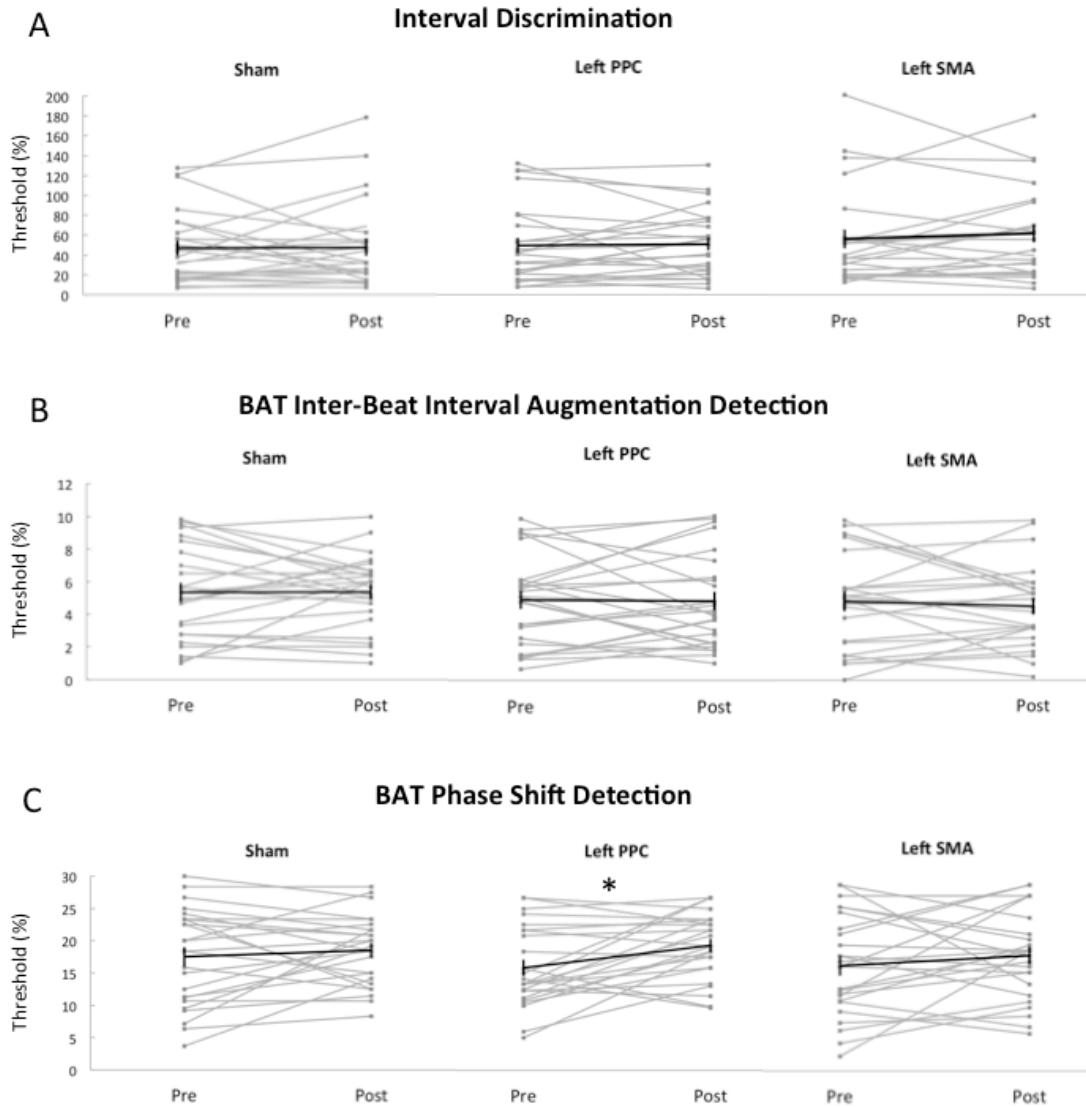 A
Interval Discrimination
Sham Left PPC Left SMA
Threshold (%)
200
180
160
140
120
100
80
60
40
20
0
Pre Post Pre Post Pre Post
B
BAT Inter-Beat Interval Augmentation Detection
Sham Left PPC Left SMA
Threshold (%)
12
10
8
6
4
2
0
Pre Post Pre Post Pre Post
C
BAT Phase Shift Detection
Sham Left PPC Left SMA
*
Threshold (%)
30
25
20
15
10
5
0
Pre Post Pre Post Pre Post